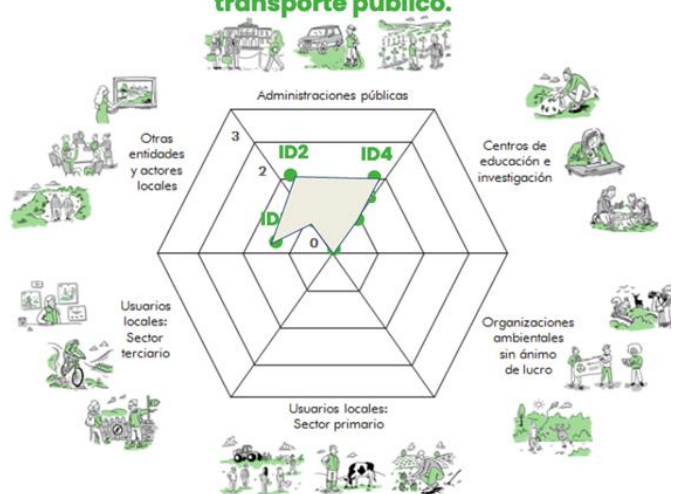 transporte público.
Administraciones públicas
3
Otras
entidades
y actores
locales
ID2
ID4
Centros de
educación e
investigación
2
ID
0
Usuarios
locales:
Sector
terciario
Organizaciones
ambientales
sin ánimo
de lucro
Usuarios locales:
Sector primario